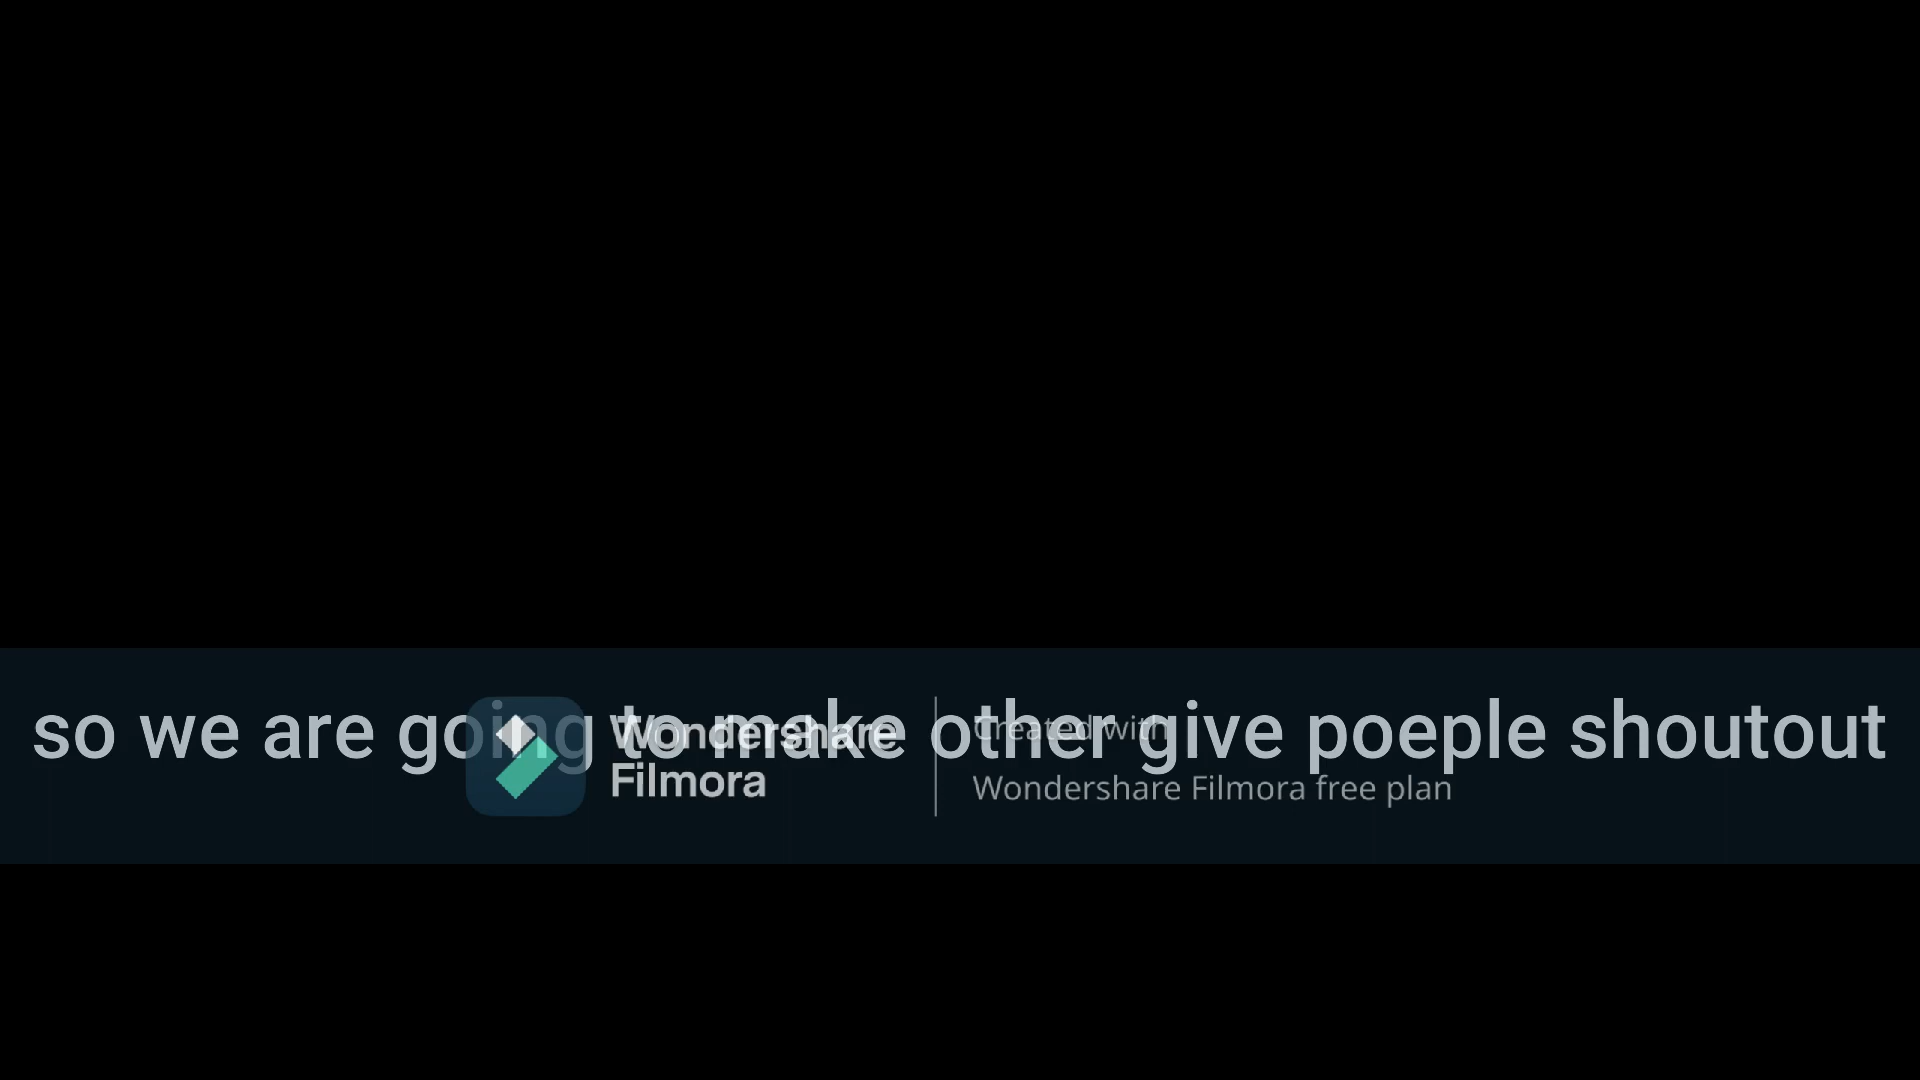 so we are going to make other give poeple shoutout
Wondershare
Filmora
Created with
Wondershare Filmora free plan